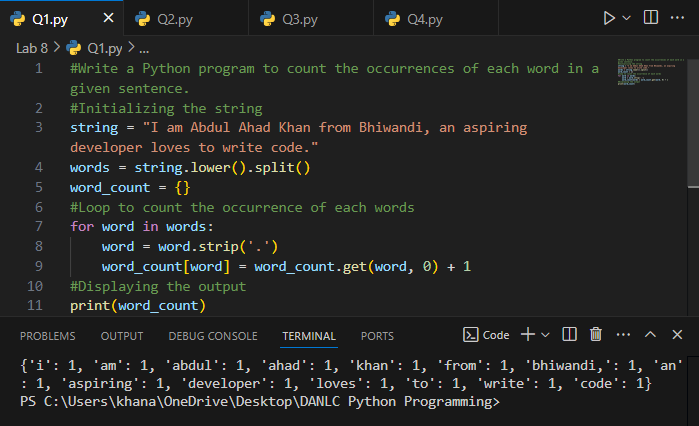 Q1.py Q2.py Q3.py Q4.py
Lab 8 > Q1.py > ...
1 #Write a Python program to count the occurrences of each word in a
given sentence.
2 #Initializing the string
3 string = "I am Abdul Ahad Khan from Bhiwandi, an aspiring
developer loves to write code."
4 words = string.lower().split()
5 word_count = {}
6 #Loop to count the occurrence of each words
7 for word in words:
8     word = word.strip('.')
9     word_count[word] = word_count.get(word, 0) + 1
10 #Displaying the output
11 print(word_count)
PROBLEMS OUTPUT DEBUG CONSOLE TERMINAL PORTS Code
{'i': 1, 'am': 1, 'abdul': 1, 'ahad': 1, 'khan': 1, 'from': 1, 'bhiwandi,': 1, 'an'
: 1, 'aspiring': 1, 'developer': 1, 'loves': 1, 'to': 1, 'write': 1, 'code': 1}
PS C:\Users\khana\OneDrive\Desktop\DANLC Python Programming>